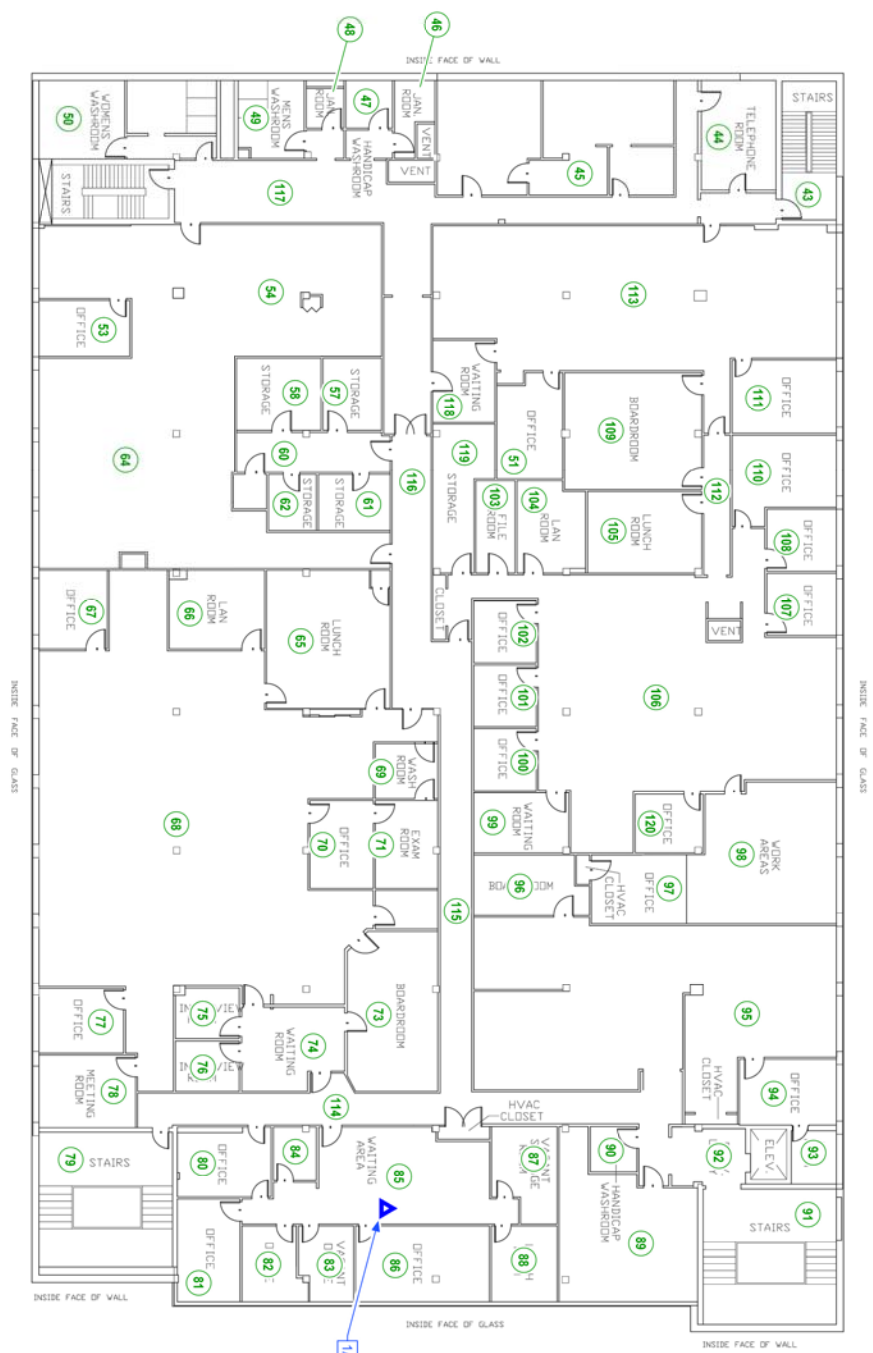 48
46
INSIDE FACE OF WALL
50
WOMENS
WASHROOM
49
MENS
WASHROOM
47
JAN.
ROOM
VENT
VENT
HANDICAP
WASHROOM
45
44
TELEPHONE
ROOM
STAIRS
43
STAIRS
117
54
113
53
OFFICE
58
STORAGE
57
STORAGE
118
WAITING
ROOM
51
OFFICE
109
BOARDROOM
111
OFFICE
64
60
116
119
STORAGE
112
110
OFFICE
62
STORAGE
61
STORAGE
103
FILE
ROOM
104
LAN
ROOM
105
LUNCH
ROOM
108
OFFICE
67
OFFICE
66
LAN
ROOM
65
LUNCH
ROOM
CLOSET
102
OFFICE
VENT
107
OFFICE
INSIDE FACE OF GLASS
101
OFFICE
106
INSIDE FACE OF GLASS
69
WASH
ROOM
100
OFFICE
68
70
OFFICE
71
EXAM
ROOM
99
WAITING
ROOM
120
OFFICE
98
WORK
AREAS
96
97
OFFICE
HVAC
CLOSET
115
73
BOARDROOM
77
OFFICE
75
74
WAITING
ROOM
95
76
78
MEETING
ROOM
114
HVAC
CLOSET
HVAC
CLOSET
94
OFFICE
79
STAIRS
80
OFFICE
84
85
WAITING
AREA
87
90
HANDICAP
WASHROOM
92
ELEV.
93
81
OFFICE
82
83
86
OFFICE
88
89
91
STAIRS
INSIDE FACE OF WALL
INSIDE FACE OF GLASS
INSIDE FACE OF WALL